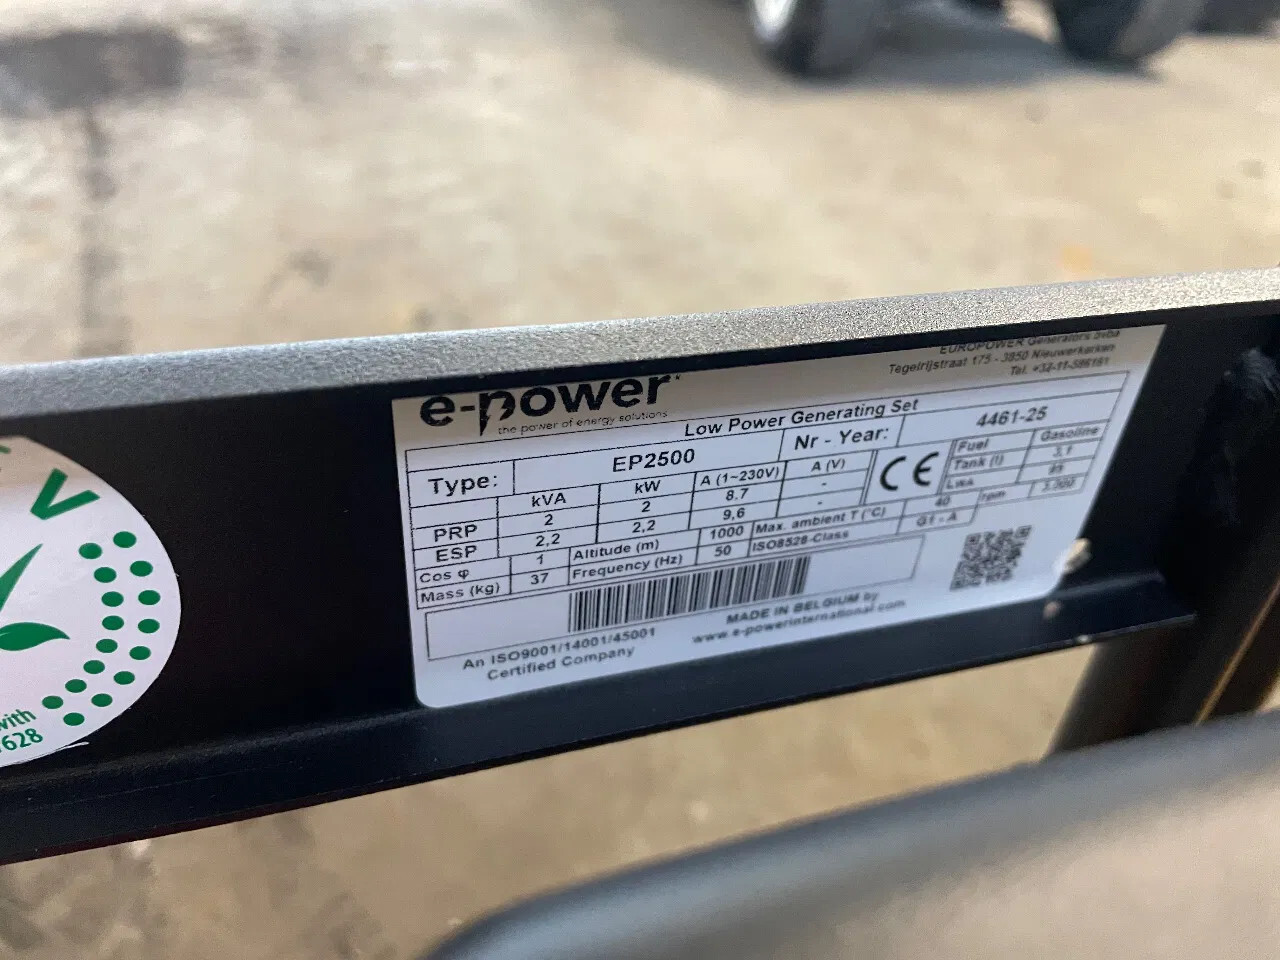 e-power
the power of energy solutions
EUROPOWER Generators bvba
Tegelrijstraat 175 - 3850 Nieuwerkerken
Low Power Generating Set
Type: EP2500 Nr - Year: 4461-25
kVA kW A (1~230V) A (V) CE Fuel Gasoline
PRP 2 2 8.7 - Tank (l) 3,1
ESP 2,2 2,2 9,6 - LWA
Cos φ 1 Altitude (m) 1000 Max. ambient T (°C) 40 rpm 3.000
Mass (kg) 37 Frequency (Hz) 50 ISO8528-Class G1 - A
An ISO9001/14001/45001
Certified Company
MADE IN BELGIUM by
www.e-powerinternational.com
V
with
628